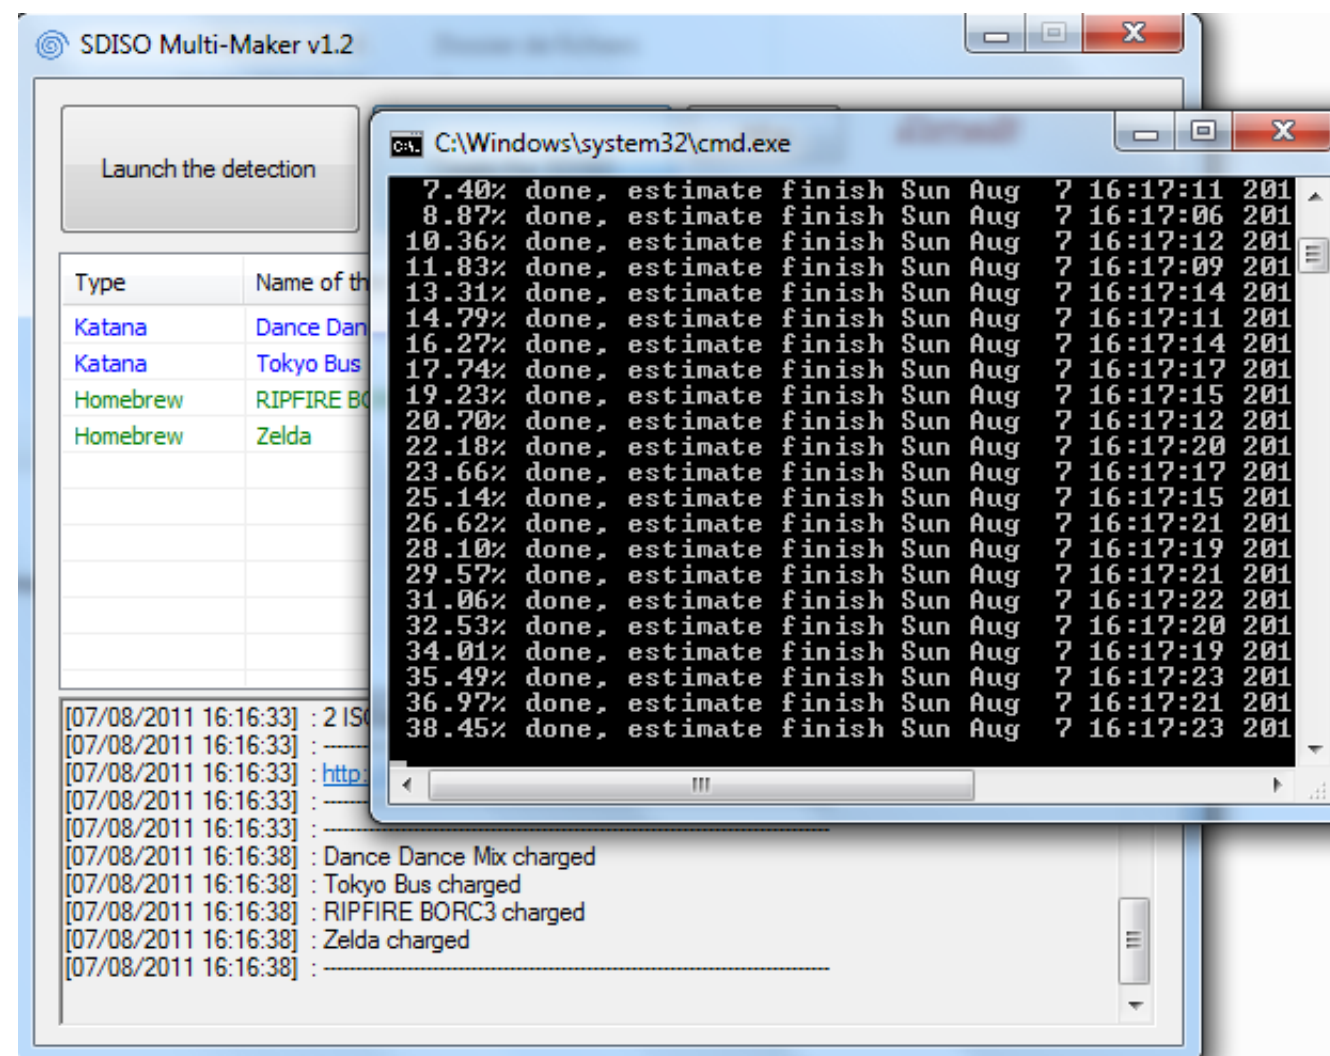 SDISO Multi-Maker v1.2
Launch the detection
C:\Windows\system32\cmd.exe
7.40% done, estimate finish Sun Aug 7 16:17:11 201
8.87% done, estimate finish Sun Aug 7 16:17:06 201
10.36% done, estimate finish Sun Aug 7 16:17:12 201
11.83% done, estimate finish Sun Aug 7 16:17:09 201
13.31% done, estimate finish Sun Aug 7 16:17:14 201
14.79% done, estimate finish Sun Aug 7 16:17:11 201
16.27% done, estimate finish Sun Aug 7 16:17:14 201
17.74% done, estimate finish Sun Aug 7 16:17:17 201
19.23% done, estimate finish Sun Aug 7 16:17:15 201
20.70% done, estimate finish Sun Aug 7 16:17:12 201
22.18% done, estimate finish Sun Aug 7 16:17:20 201
23.66% done, estimate finish Sun Aug 7 16:17:17 201
25.14% done, estimate finish Sun Aug 7 16:17:15 201
26.62% done, estimate finish Sun Aug 7 16:17:21 201
28.10% done, estimate finish Sun Aug 7 16:17:19 201
29.57% done, estimate finish Sun Aug 7 16:17:21 201
31.06% done, estimate finish Sun Aug 7 16:17:22 201
32.53% done, estimate finish Sun Aug 7 16:17:20 201
34.01% done, estimate finish Sun Aug 7 16:17:19 201
35.49% done, estimate finish Sun Aug 7 16:17:23 201
36.97% done, estimate finish Sun Aug 7 16:17:21 201
38.45% done, estimate finish Sun Aug 7 16:17:23 201
Type Name of th
Katana Dance Dan
Katana Tokyo Bus
Homebrew RIPFIRE BO
Homebrew Zelda
[07/08/2011 16:16:33] : 2 IS
[07/08/2011 16:16:33] : -------
[07/08/2011 16:16:33] : http:
[07/08/2011 16:16:33] : -------
[07/08/2011 16:16:33] : --------------------------------------------------------------------------------
[07/08/2011 16:16:38] : Dance Dance Mix charged
[07/08/2011 16:16:38] : Tokyo Bus charged
[07/08/2011 16:16:38] : RIPFIRE BORC3 charged
[07/08/2011 16:16:38] : Zelda charged
[07/08/2011 16:16:38] : --------------------------------------------------------------------------------